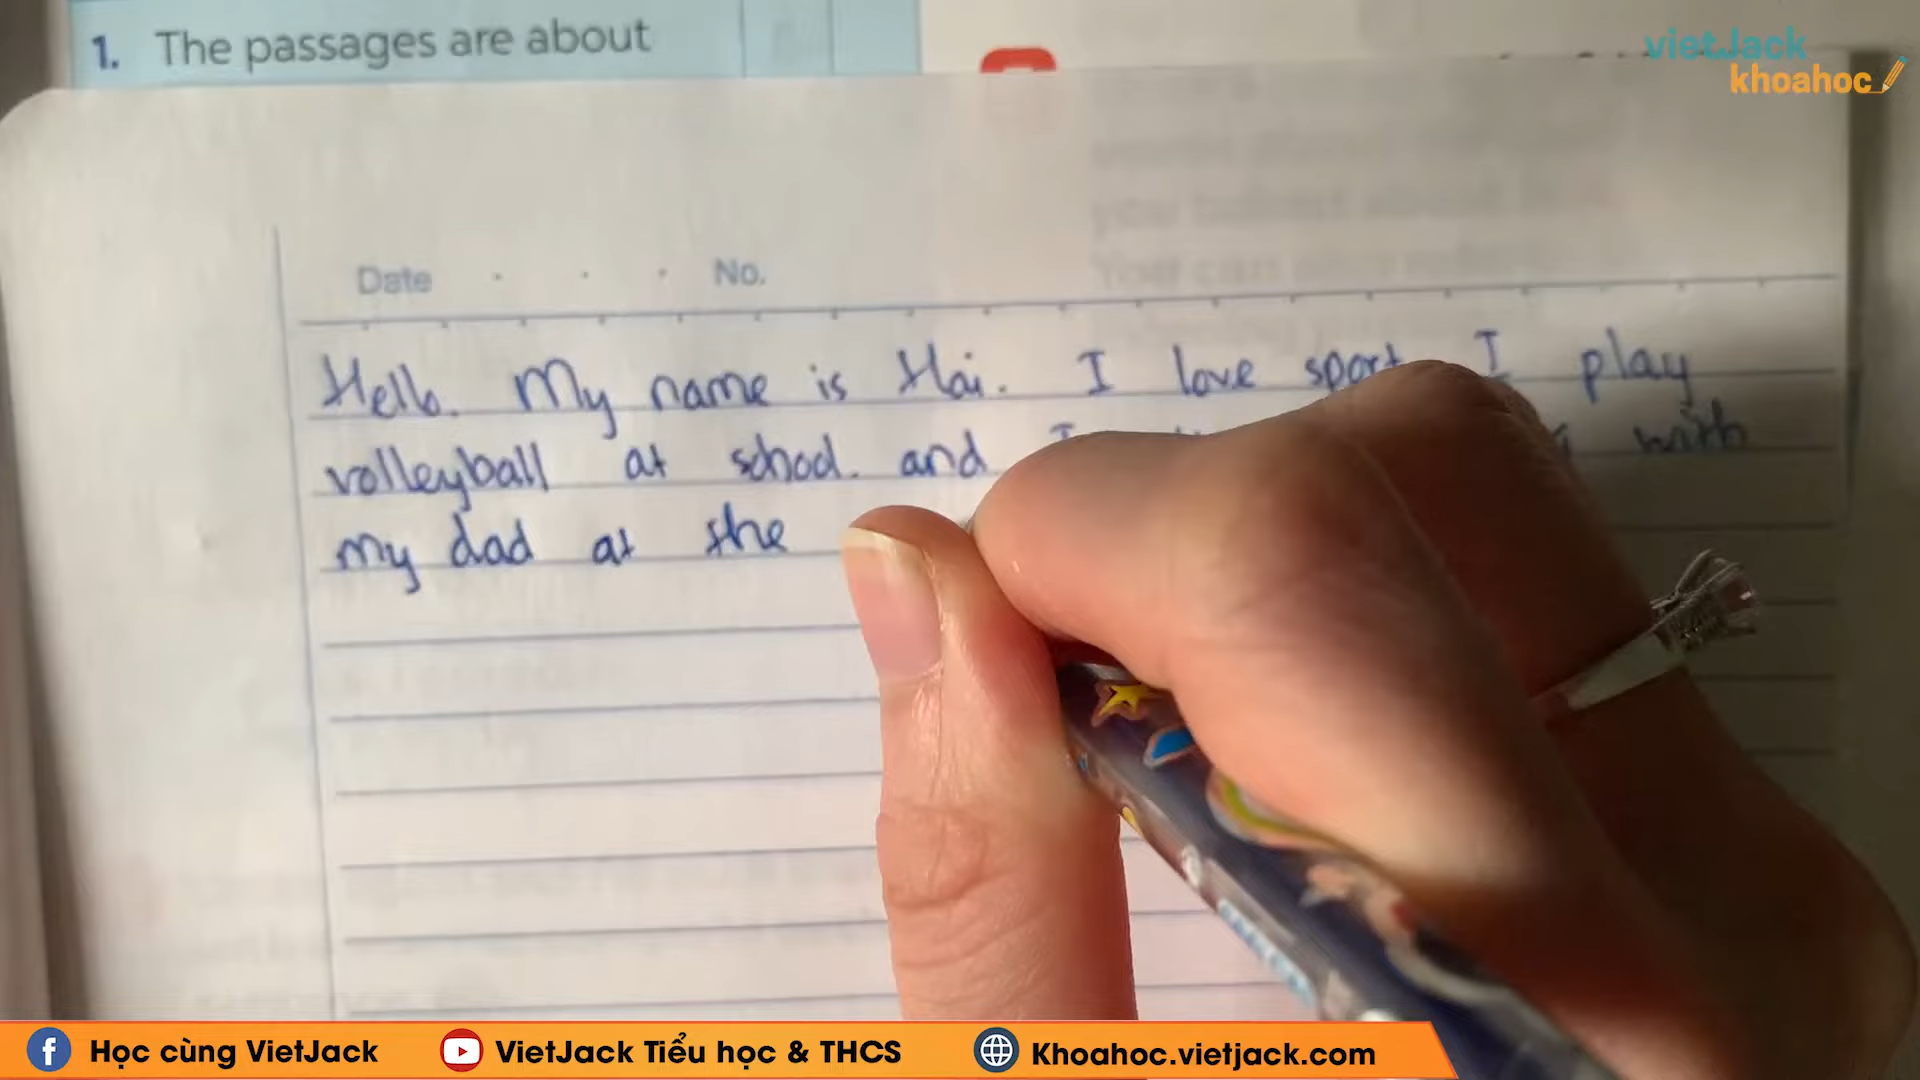 1. The passages are about
vietJack
khoahoc
Date No.
Hello. My name is Hai. I love sport. I play
volleyball at school. and I with
my dad at the
Học cùng VietJack
VietJack Tiểu học & THCS
Khoahoc.vietjack.com